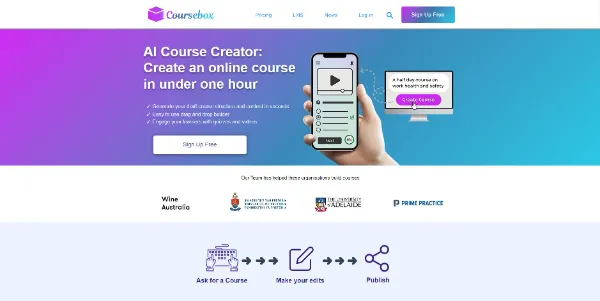 Coursebox
Pricing
LMS
News
Log in
Sign Up Free
AI Course Creator:
Create an online course
in under one hour
✓ Generate your draft course structure and content in seconds
✓ Easy to use drag and drop builder
✓ Engage your learners with quizzes and videos
Sign Up Free
A half day course on
work health and safety
Create Course
Our Team has helped these organisations build courses
Wine
Australia
THE UNIVERSITY
of ADELAIDE
PRIME PRACTICE
Ask for a Course
Make your edits
Publish